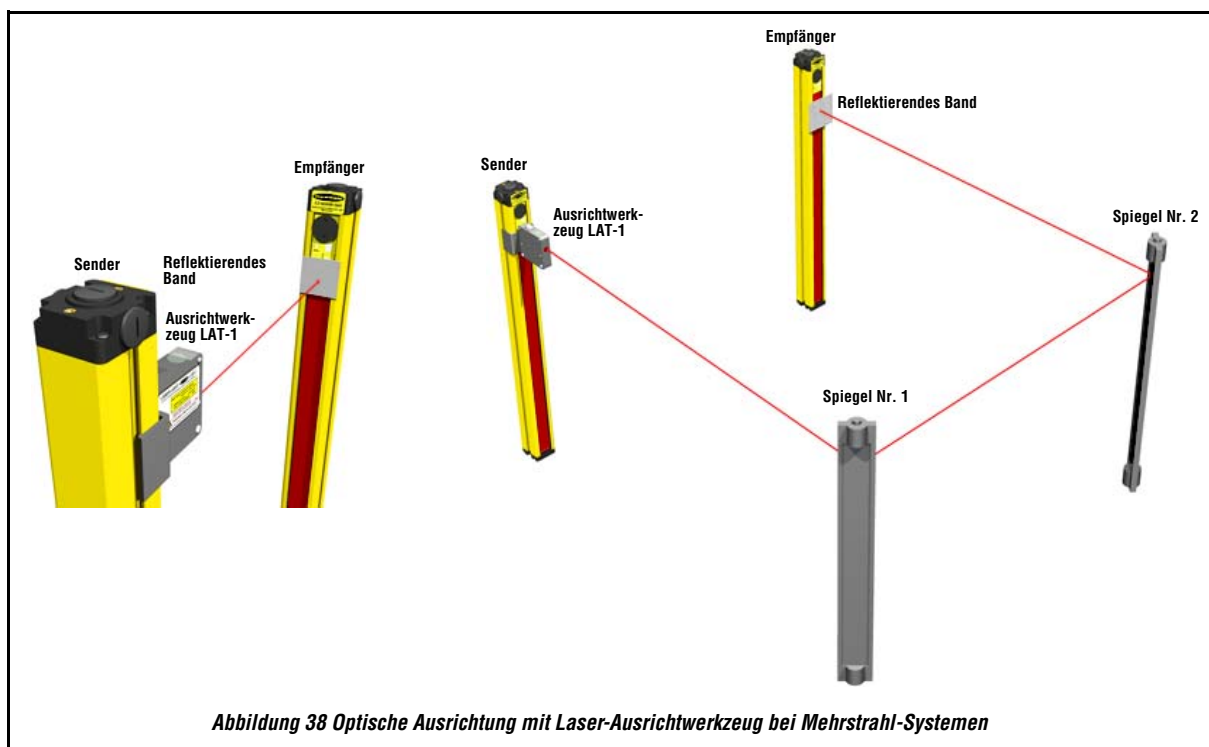 Sender
Reflektierendes
Band
Ausrichtwerk-
zeug LAT-1
Empfänger
Sender
Ausrichtwerk-
zeug LAT-1
Empfänger
Reflektierendes Band
Spiegel Nr. 2
Spiegel Nr. 1
Abbildung 38 Optische Ausrichtung mit Laser-Ausrichtwerkzeug bei Mehrstrahl-Systemen